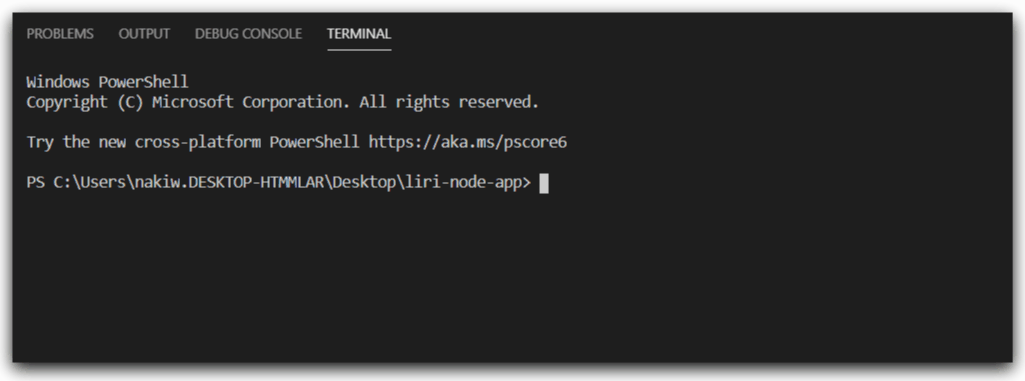 PROBLEMS OUTPUT DEBUG CONSOLE TERMINAL
Windows PowerShell
Copyright (C) Microsoft Corporation. All rights reserved.
Try the new cross-platform PowerShell https://aka.ms/pscore6
PS C:\Users\nakiw.DESKTOP-HTMMLAR\Desktop\liri-node-app>